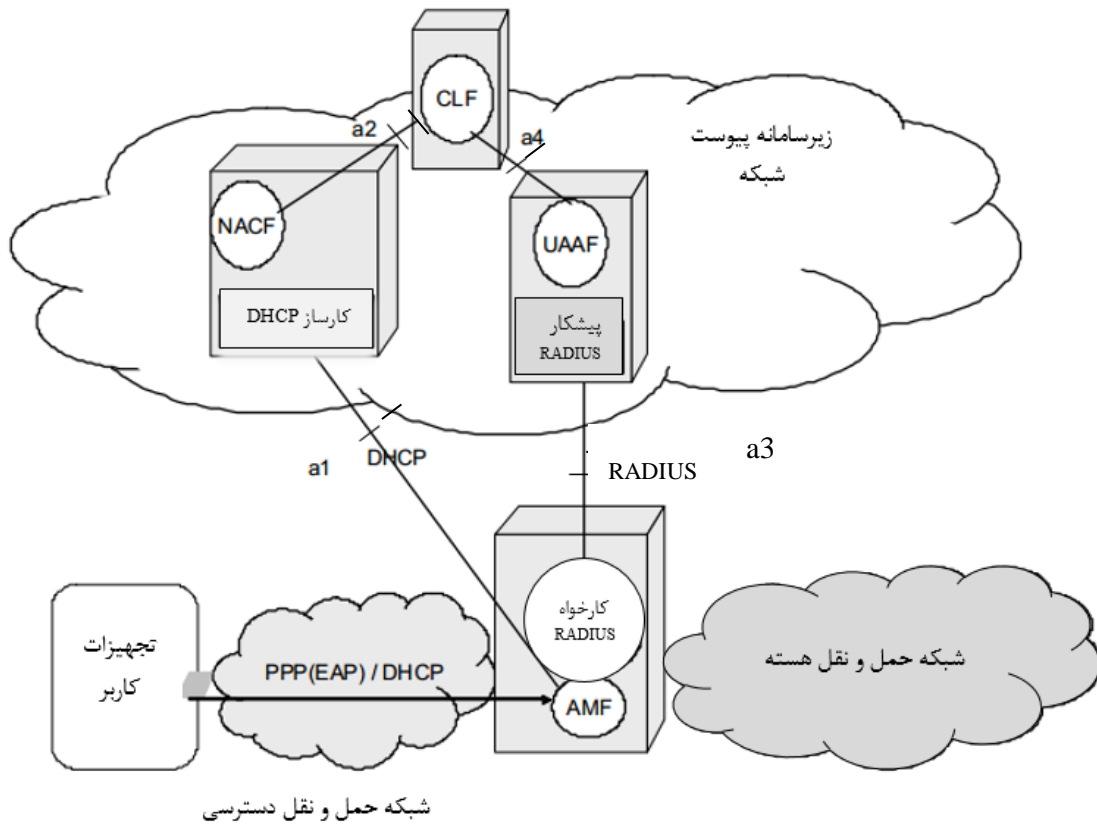 CLF
a2
a4
زیرسامانه پیوست
شبکه
NACF
UAAF
کارساز DHCP
پیشکار
RADIUS
a1
DHCP
a3
RADIUS
کارخواه
RADIUS
تجهیزات
کاربر
PPP(EAP) / DHCP
AMF
شبکه حمل و نقل هسته
شبکه حمل و نقل دسترسی